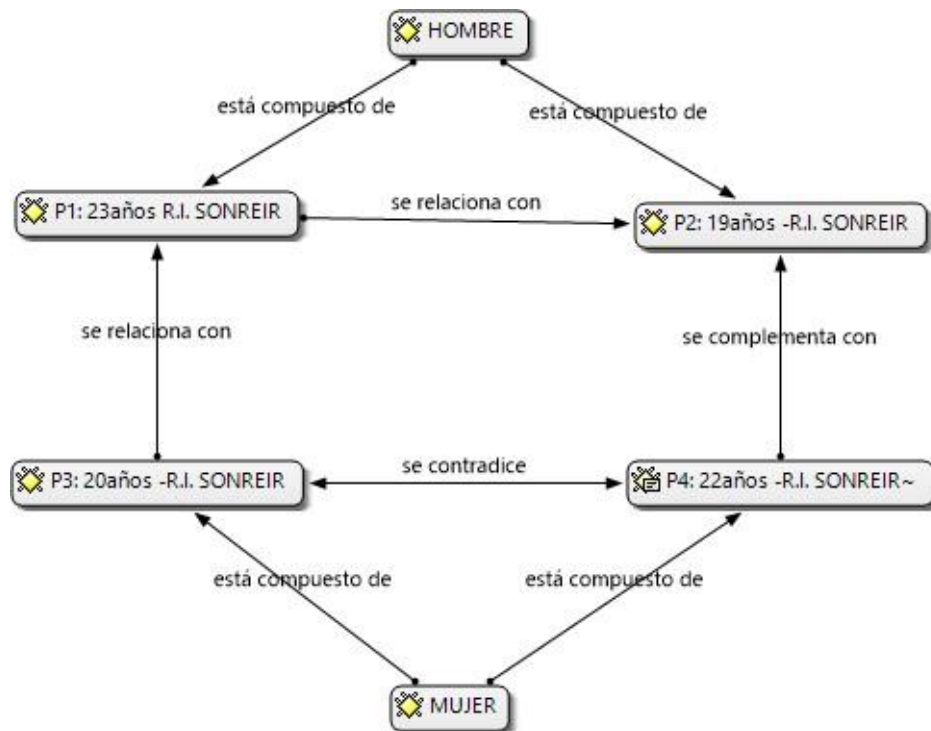 HOMBRE
está compuesto de
está compuesto de
P1: 23años R.I. SONREIR
se relaciona con
P2: 19años -R.I. SONREIR
se relaciona con
se complementa con
P3: 20años -R.I. SONREIR
se contradice
P4: 22años -R.I. SONREIR~
está compuesto de
está compuesto de
MUJER